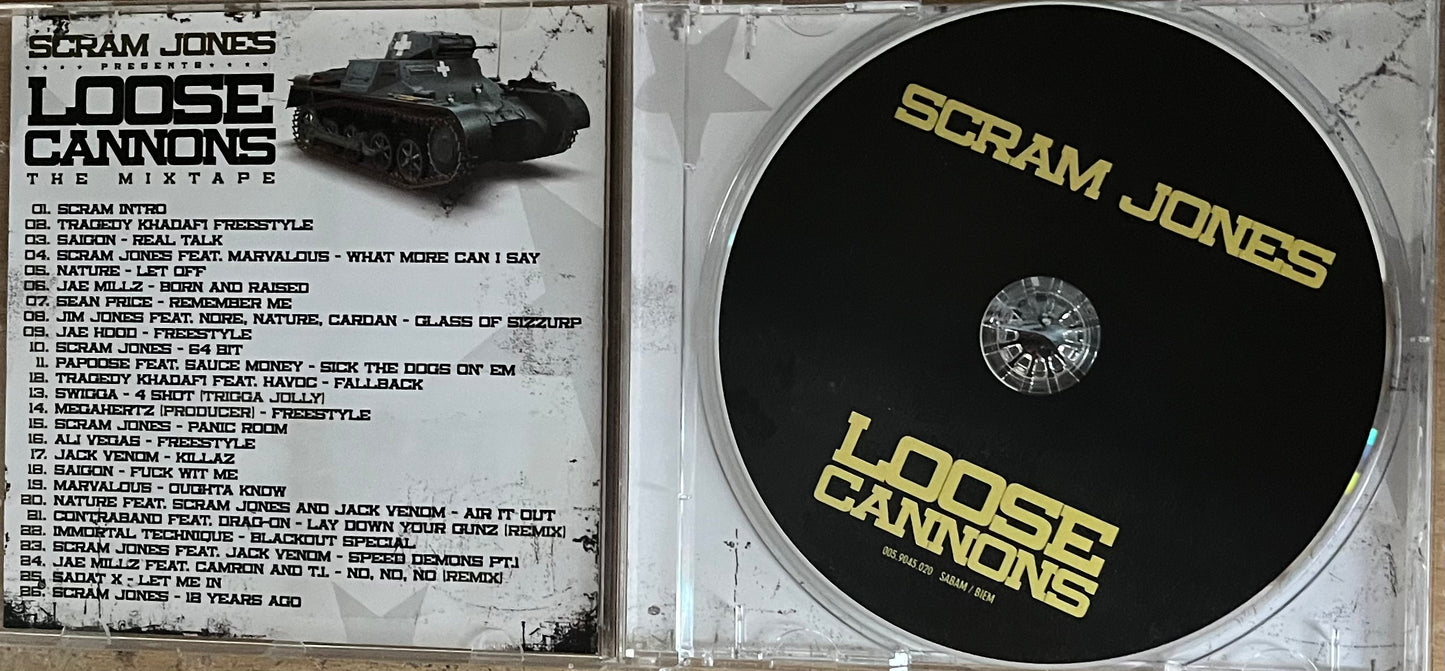 SCRAM JONES
PRESENTS
LOOSE
CANNONS
THE MIXTAPE
01. SCRAM INTRO
02. TRAGEDY KHADAFI FREESTYLE
03. SAIGON - REAL TALK
04. SCRAM JONES FEAT. MARVALOUS - WHAT MORE CAN I SAY
05. NATURE - LET OFF
06. JAE MILLZ - BORN AND RAISED
07. SEAN PRICE - REMEMBER ME
08. JIM JONES FEAT. NORE, NATURE, CARDAN - GLASS OF SIZZURP
09. JAE HOOD - FREESTYLE
10. SCRAM JONES - 64 BIT
11. PAPOOSE FEAT. SAUCE MONEY - SICK THE DOGS ON' EM
12. TRAGEDY KHADAFI FEAT. HAVOC - FALLBACK
13. SWIGGA - 4 SHOT (TRIGGA JOLLY)
14. MEGAHERTZ (PRODUCER) - FREESTYLE
15. SCRAM JONES - PANIC ROOM
16. ALI VEGAS - FREESTYLE
17. JACK VENOM - KILLAZ
18. SAIGON - FUCK WIT ME
19. MARVALOUS - OUGHTA KNOW
20. NATURE FEAT. SCRAM JONES AND JACK VENOM - AIR IT OUT
21. CONTRABAND FEAT. DRAG-ON - LAY DOWN YOUR GUNZ (REMIX)
22. IMMORTAL TECHNIQUE - BLACKOUT SPECIAL
23. SCRAM JONES FEAT. JACK VENOM - SPEED DEMONS PT.1
24. JAE MILLZ FEAT. CAMRON AND T.I. - NO, NO, NO (REMIX)
25. SADAT X - LET ME IN
26. SCRAM JONES - 12 YEARS AGO
SCRAM JONES
LOOSE
CANNONS
005.9045.020 SABAM / BIEM